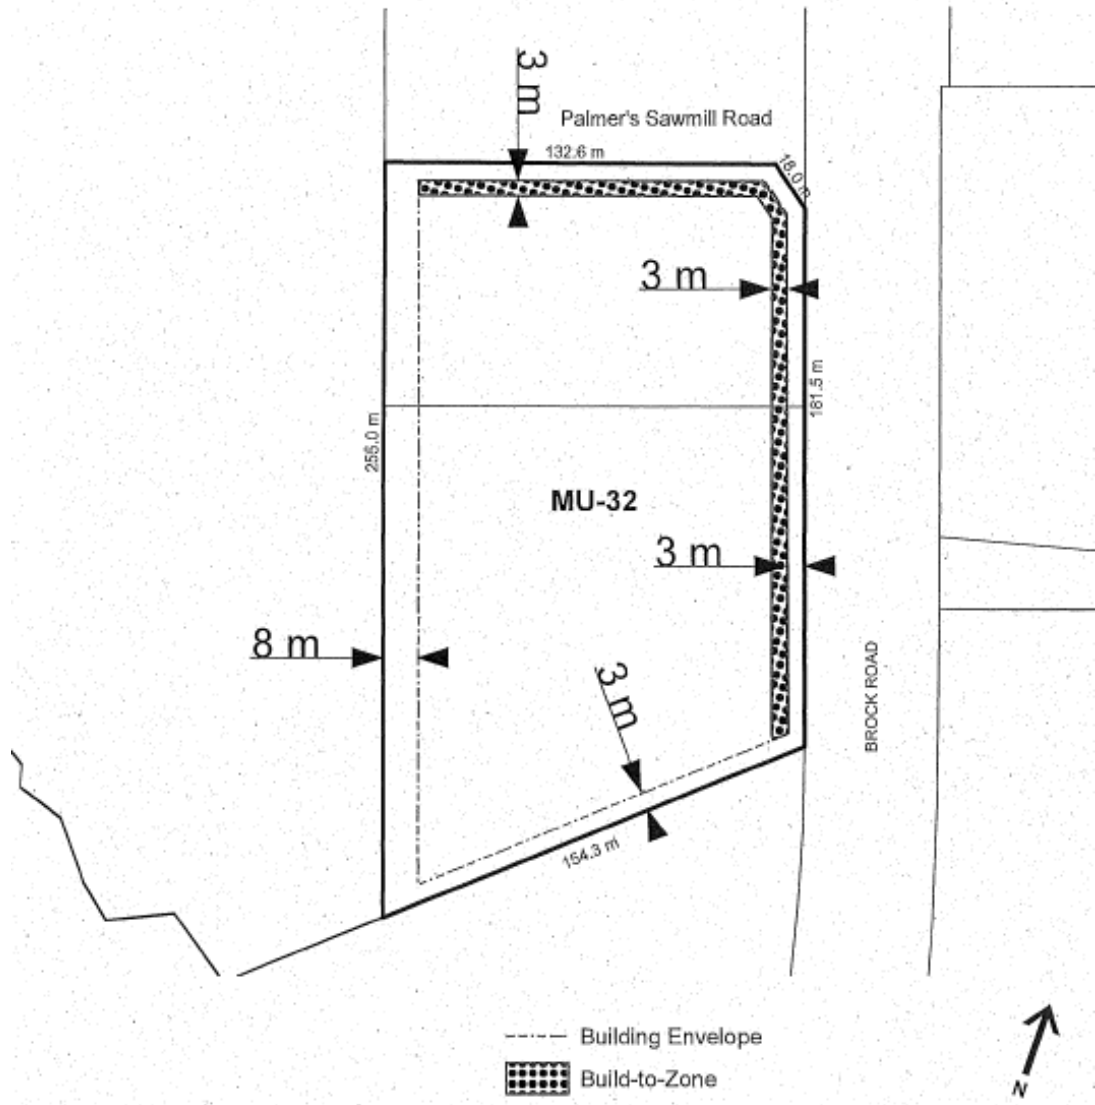 3 m
Palmer's Sawmill Road
132.6 m
18.0 m
3 m
181.5 m
256.0 m
MU-32
3 m
8 m
3 m
BROCK ROAD
154.3 m
Building Envelope
Build-to-Zone
N